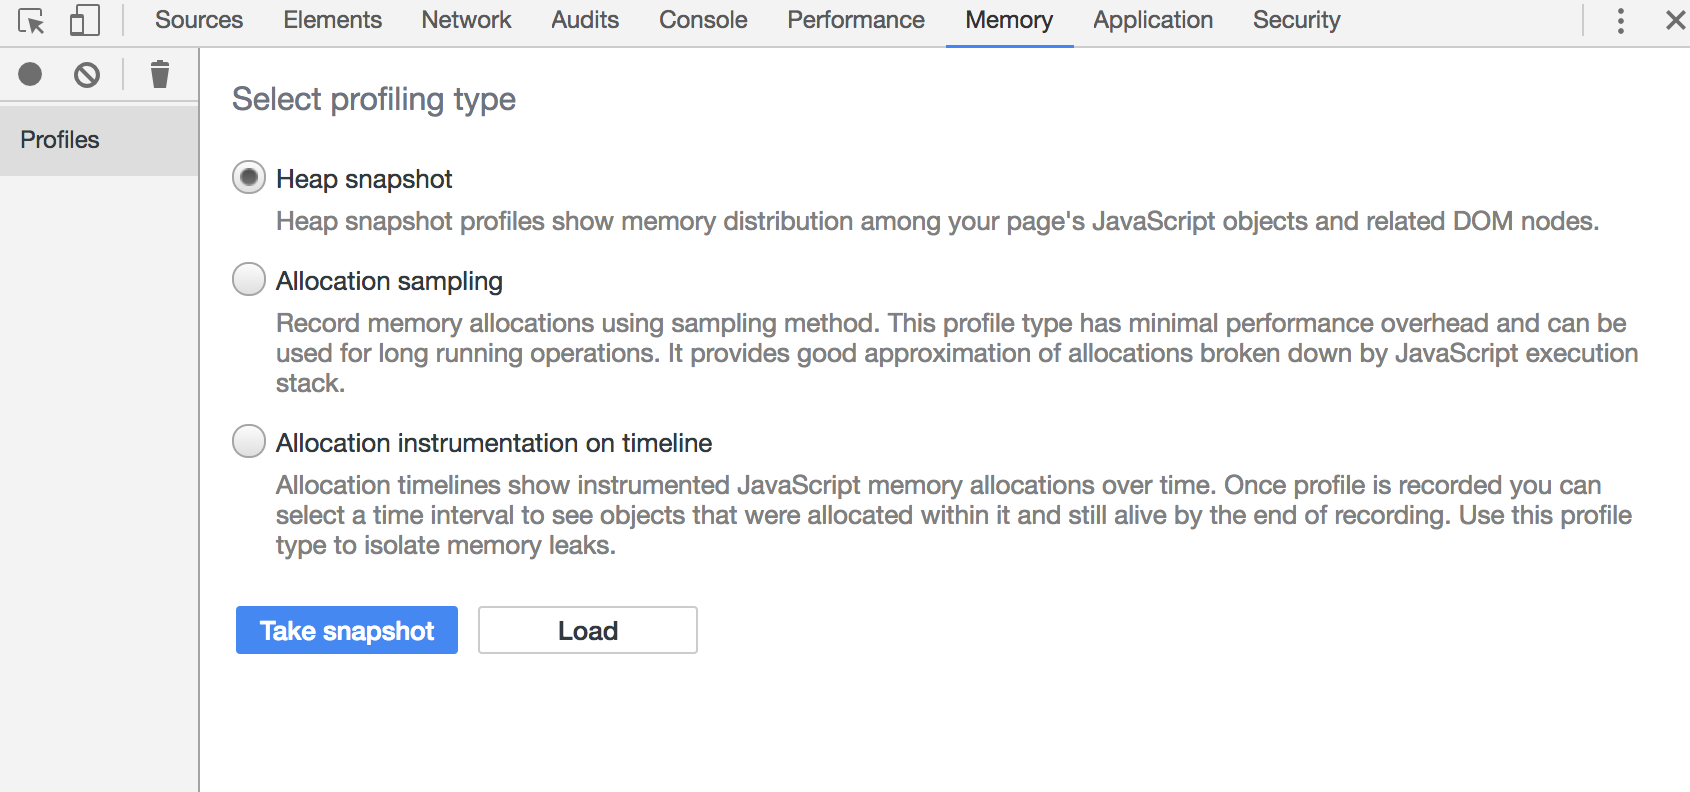 Sources Elements Network Audits Console Performance Memory Application Security
Profiles
Select profiling type
Heap snapshot
Heap snapshot profiles show memory distribution among your page's JavaScript objects and related DOM nodes.
Allocation sampling
Record memory allocations using sampling method. This profile type has minimal performance overhead and can be
used for long running operations. It provides good approximation of allocations broken down by JavaScript execution
stack.
Allocation instrumentation on timeline
Allocation timelines show instrumented JavaScript memory allocations over time. Once profile is recorded you can
select a time interval to see objects that were allocated within it and still alive by the end of recording. Use this profile
type to isolate memory leaks.
Take snapshot Load